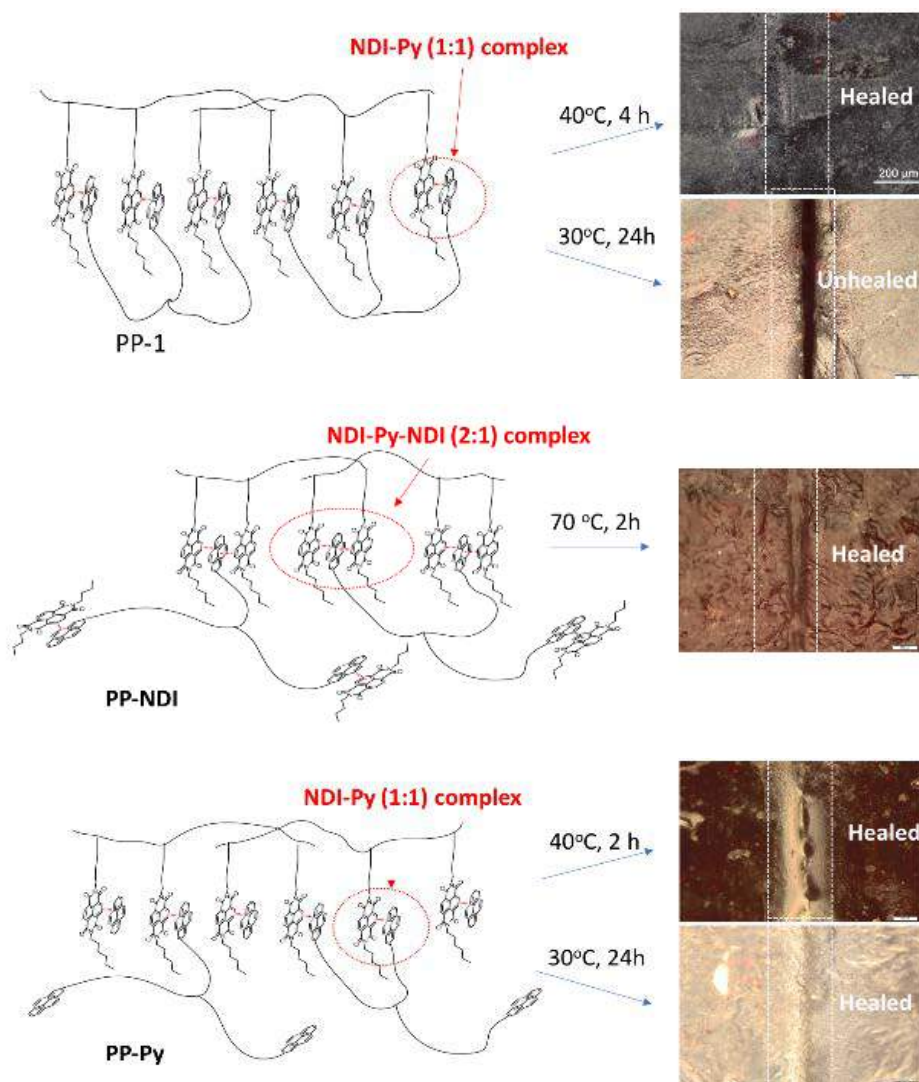 NDI-Py (1:1) complex
40°C, 4 h
Healed
200 µm
30°C, 24h
Unhealed
PP-1
NDI-Py-NDI (2:1) complex
70 °C, 2h
Healed
PP-NDI
NDI-Py (1:1) complex
40°C, 2 h
Healed
30°C, 24h
Healed
PP-Py